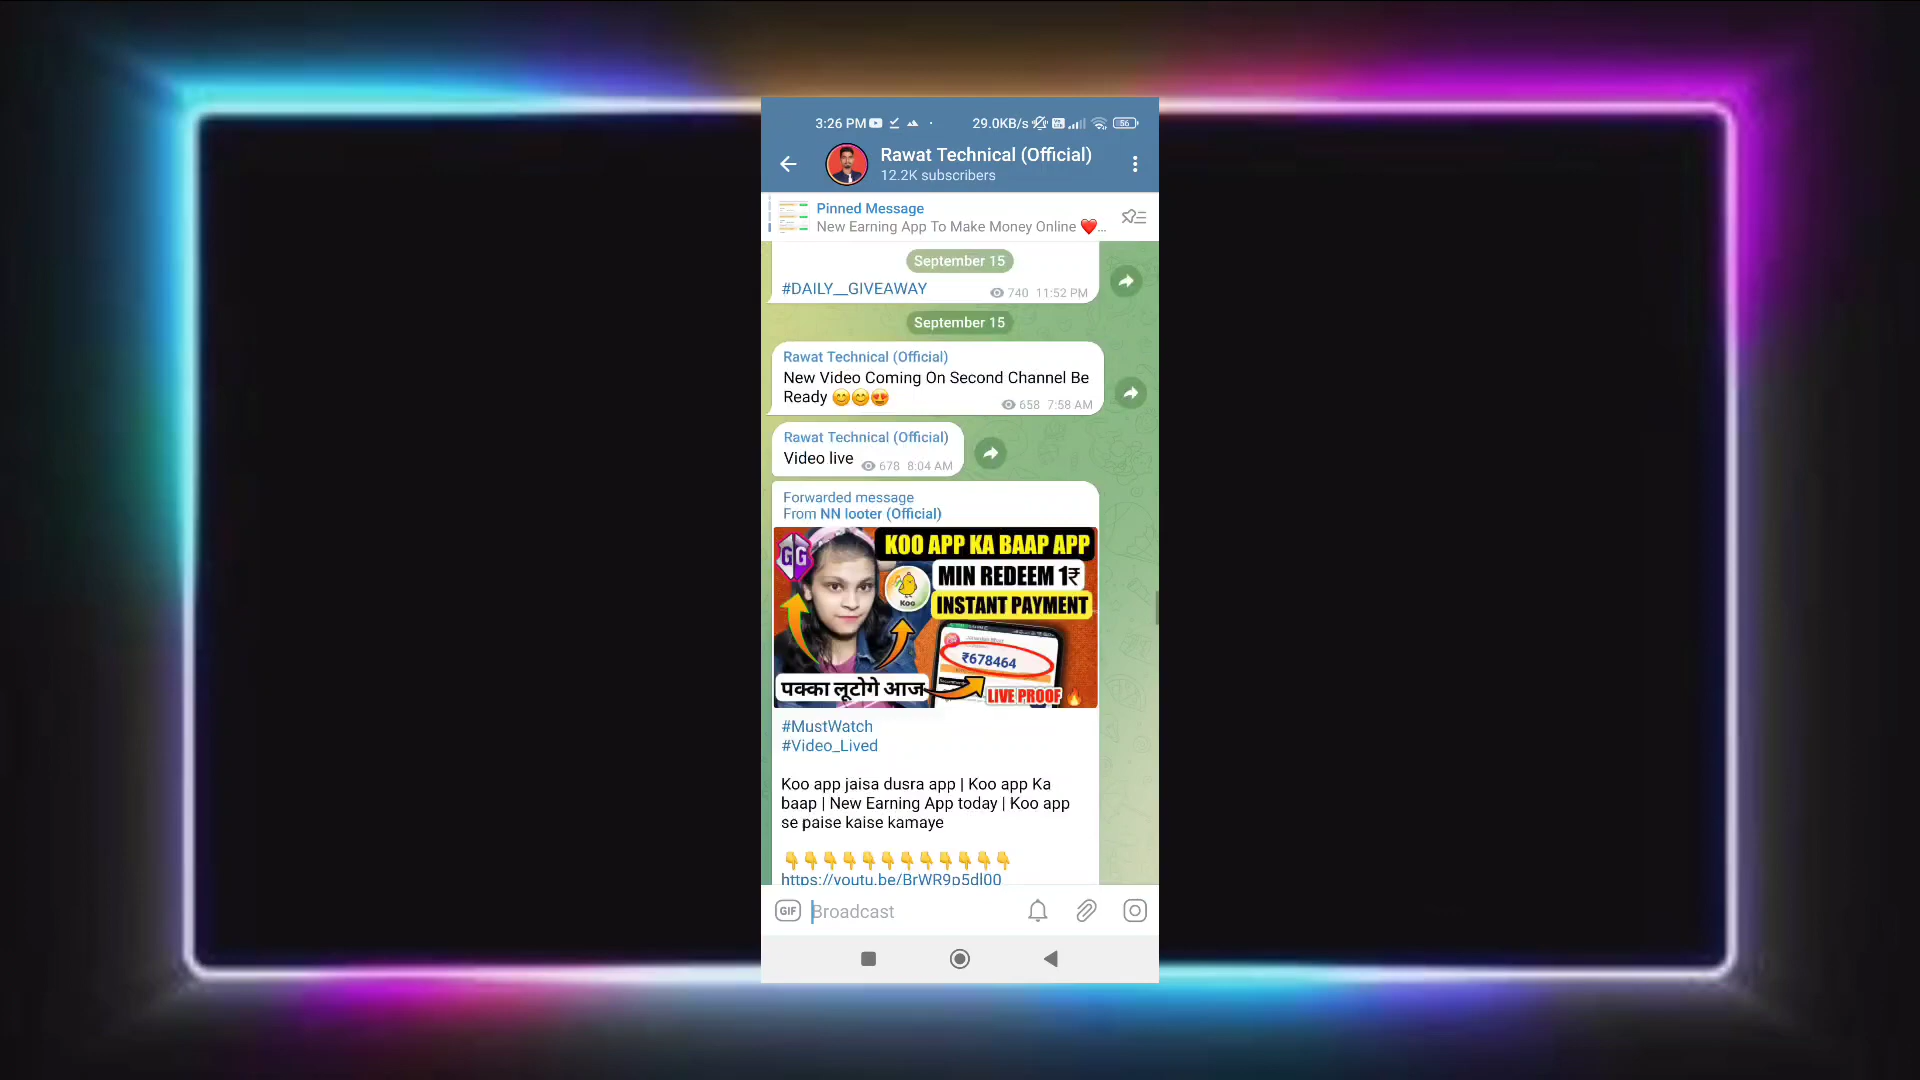 3:26 PM
29.0KB/s
56
Rawat Technical (Official)
12.2K subscribers
Pinned Message
New Earning App To Make Money Online ❤️...
September 15
#DAILY__GIVEAWAY
740 11:52 PM
September 15
Rawat Technical (Official)
New Video Coming On Second Channel Be
Ready 😊😊😍
658 7:58 AM
Rawat Technical (Official)
Video live
678 8:04 AM
Forwarded message
From NN looter (Official)
GG
KOO APP KA BAAP APP
MIN REDEEM 1₹
Koo
INSTANT PAYMENT
₹678464
पक्का लूटोगे आज
LIVE PROOF🔥
#MustWatch
#Video_Lived
Koo app jaisa dusra app | Koo app Ka
baap | New Earning App today | Koo app
se paise kaise kamaye
👇👇👇👇👇👇👇👇👇👇👇👇
https://youtu.be/BrWR9p5dl00
GIF
Broadcast